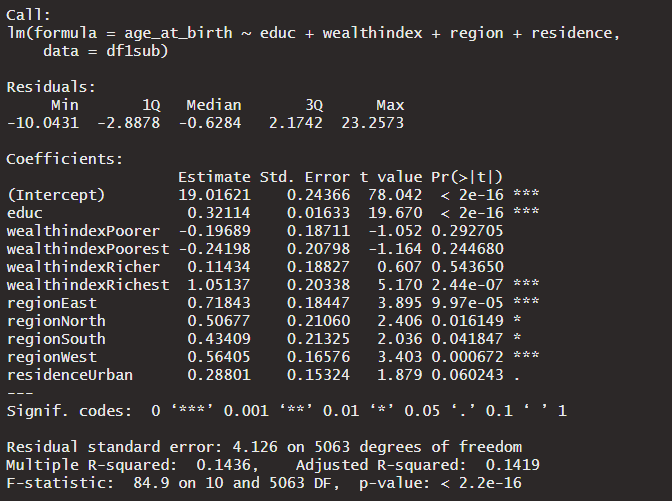 Call:
lm(formula = age_at_birth ~ educ + wealthindex + region + residence,
    data = df1sub)

Residuals:
     Min       1Q   Median       3Q      Max
-10.0431  -2.8878  -0.6284   2.1742  23.2573

Coefficients:
                   Estimate Std. Error t value Pr(>|t|)
(Intercept)        19.01621    0.24366  78.042  < 2e-16 ***
educ                0.32114    0.01633  19.670  < 2e-16 ***
wealthindexPoorer  -0.19689    0.18711  -1.052 0.292705
wealthindexPoorest -0.24198    0.20798  -1.164 0.244680
wealthindexRicher   0.11434    0.18827   0.607 0.543650
wealthindexRichest  1.05137    0.20338   5.170 2.44e-07 ***
regionEast          0.71843    0.18447   3.895 9.97e-05 ***
regionNorth         0.50677    0.21060   2.406 0.016149 *
regionSouth         0.43409    0.21325   2.036 0.041847 *
regionWest          0.56405    0.16576   3.403 0.000672 ***
residenceUrban      0.28801    0.15324   1.879 0.060243 .
---
Signif. codes:  0 ‘***’ 0.001 ‘**’ 0.01 ‘*’ 0.05 ‘.’ 0.1 ‘ ’ 1

Residual standard error: 4.126 on 5063 degrees of freedom
Multiple R-squared:  0.1436,    Adjusted R-squared:  0.1419
F-statistic:  84.9 on 10 and 5063 DF,  p-value: < 2.2e-16